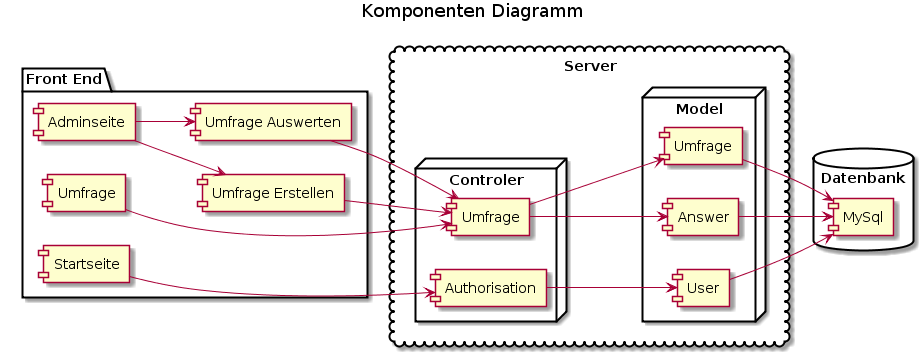 Komponenten Diagramm
Front End
Adminseite
Umfrage Auswerten
Umfrage
Umfrage Erstellen
Startseite
Server
Controler
Umfrage
Authorisation
Model
Umfrage
Answer
User
Datenbank
MySql